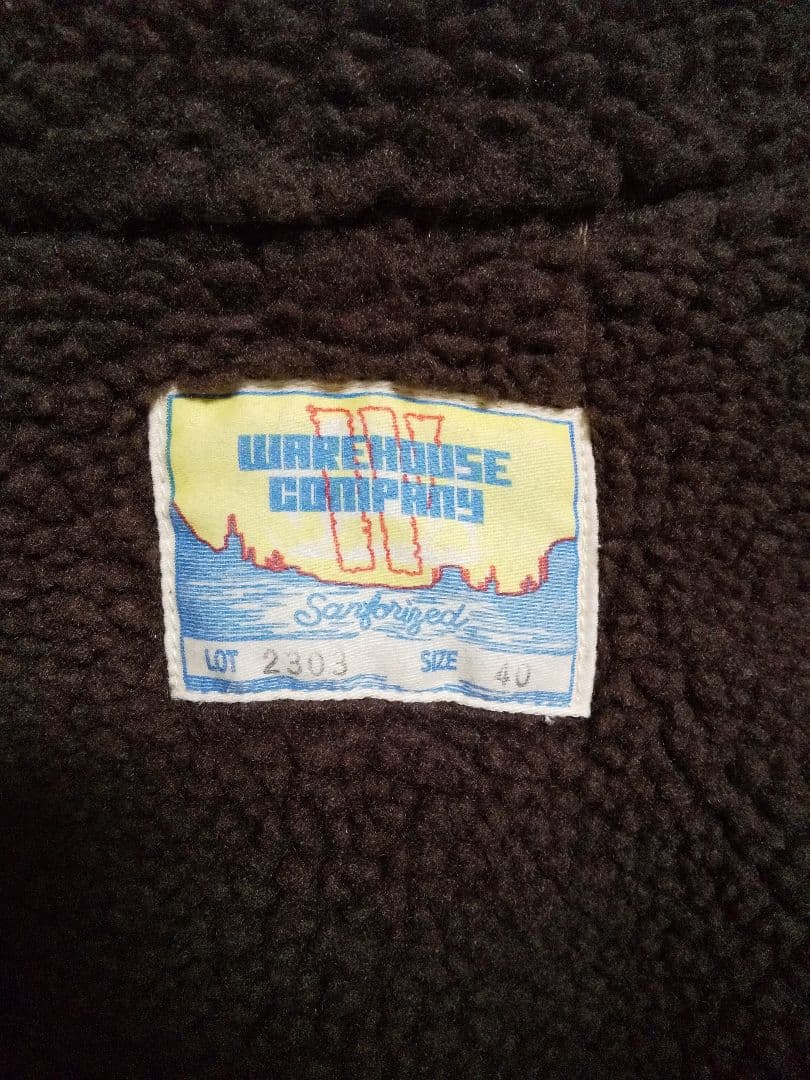 WAREHOUSE
COMPANY
Sanforized
LOT 2303 SIZE 40